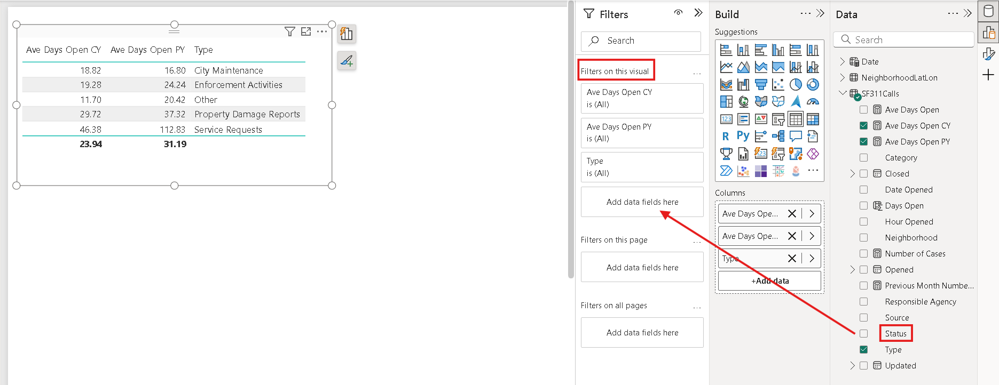 Ave Days Open CY Ave Days Open PY Type
18.82 16.80 City Maintenance
19.28 24.24 Enforcement Activities
11.70 20.42 Other
29.72 37.32 Property Damage Reports
46.38 112.83 Service Requests
23.94 31.19
Filters
Search
Filters on this visual
...
Ave Days Open CY
is (All)
Ave Days Open PY
is (All)
Type
is (All)
Add data fields here
Filters on this page
...
Add data fields here
Filters on all pages
...
Add data fields here
Build
Suggestions
123
R Py
123
...
Columns
Ave Days Ope...
Ave Days Ope...
Type
+Add data
Data
Search
Date
NeighborhoodLatLon
SF311Calls
Ave Days Open
Ave Days Open CY
Ave Days Open PY
Category
Closed
Date Opened
Days Open
Hour Opened
Neighborhood
Number of Cases
Opened
Previous Month Numbe...
Responsible Agency
Source
Status
Type
Updated